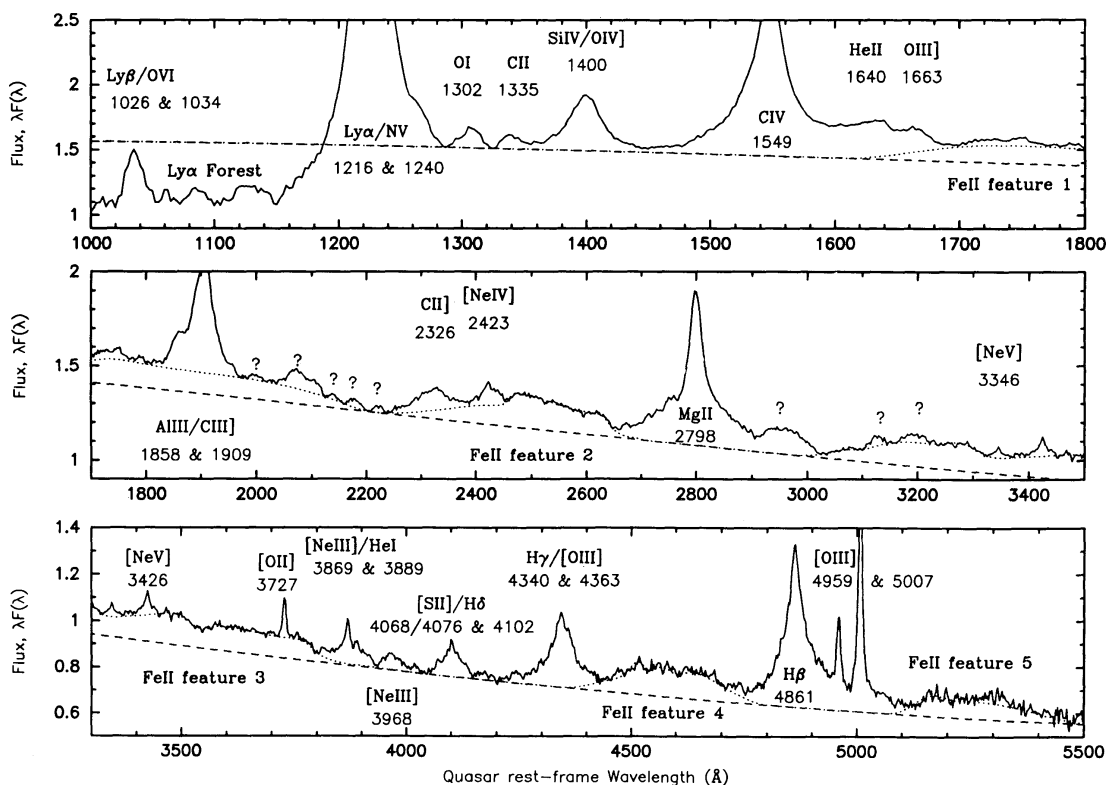 2.5
SiIV/OIV]
1400
HeII OIII]
1640 1663
OI CII
1302 1335
Lyβ/OVI
1026 & 1034
2
Flux, λF(λ)
CIV
1549
Lyα/NV
1216 & 1240
1.5
Lyα Forest
FeII feature 1
1
1000 1100 1200 1300 1400 1500 1600 1700 1800
2
CII]
2326
[NeIV]
2423
[NeV]
3346
Flux, λF(λ)
1.5
? ? ? ? ? ? ? ?
MgII
2798
AlIII/CIII]
1858 & 1909
FeII feature 2
1
1800 2000 2200 2400 2600 2800 3000 3200 3400
1.4
[NeV]
3426
[OII]
3727
[NeIII]/HeI
3869 & 3889
[SII]/Hδ
4068/4076 & 4102
Hγ/[OIII]
4340 & 4363
[OIII]
4959 & 5007
1.2
Flux, λF(λ)
1
0.8
FeII feature 3
[NeIII]
3968
FeII feature 4
Hβ
4861
FeII feature 5
0.6
3500 4000 4500 5000 5500
Quasar rest-frame Wavelength (Å)